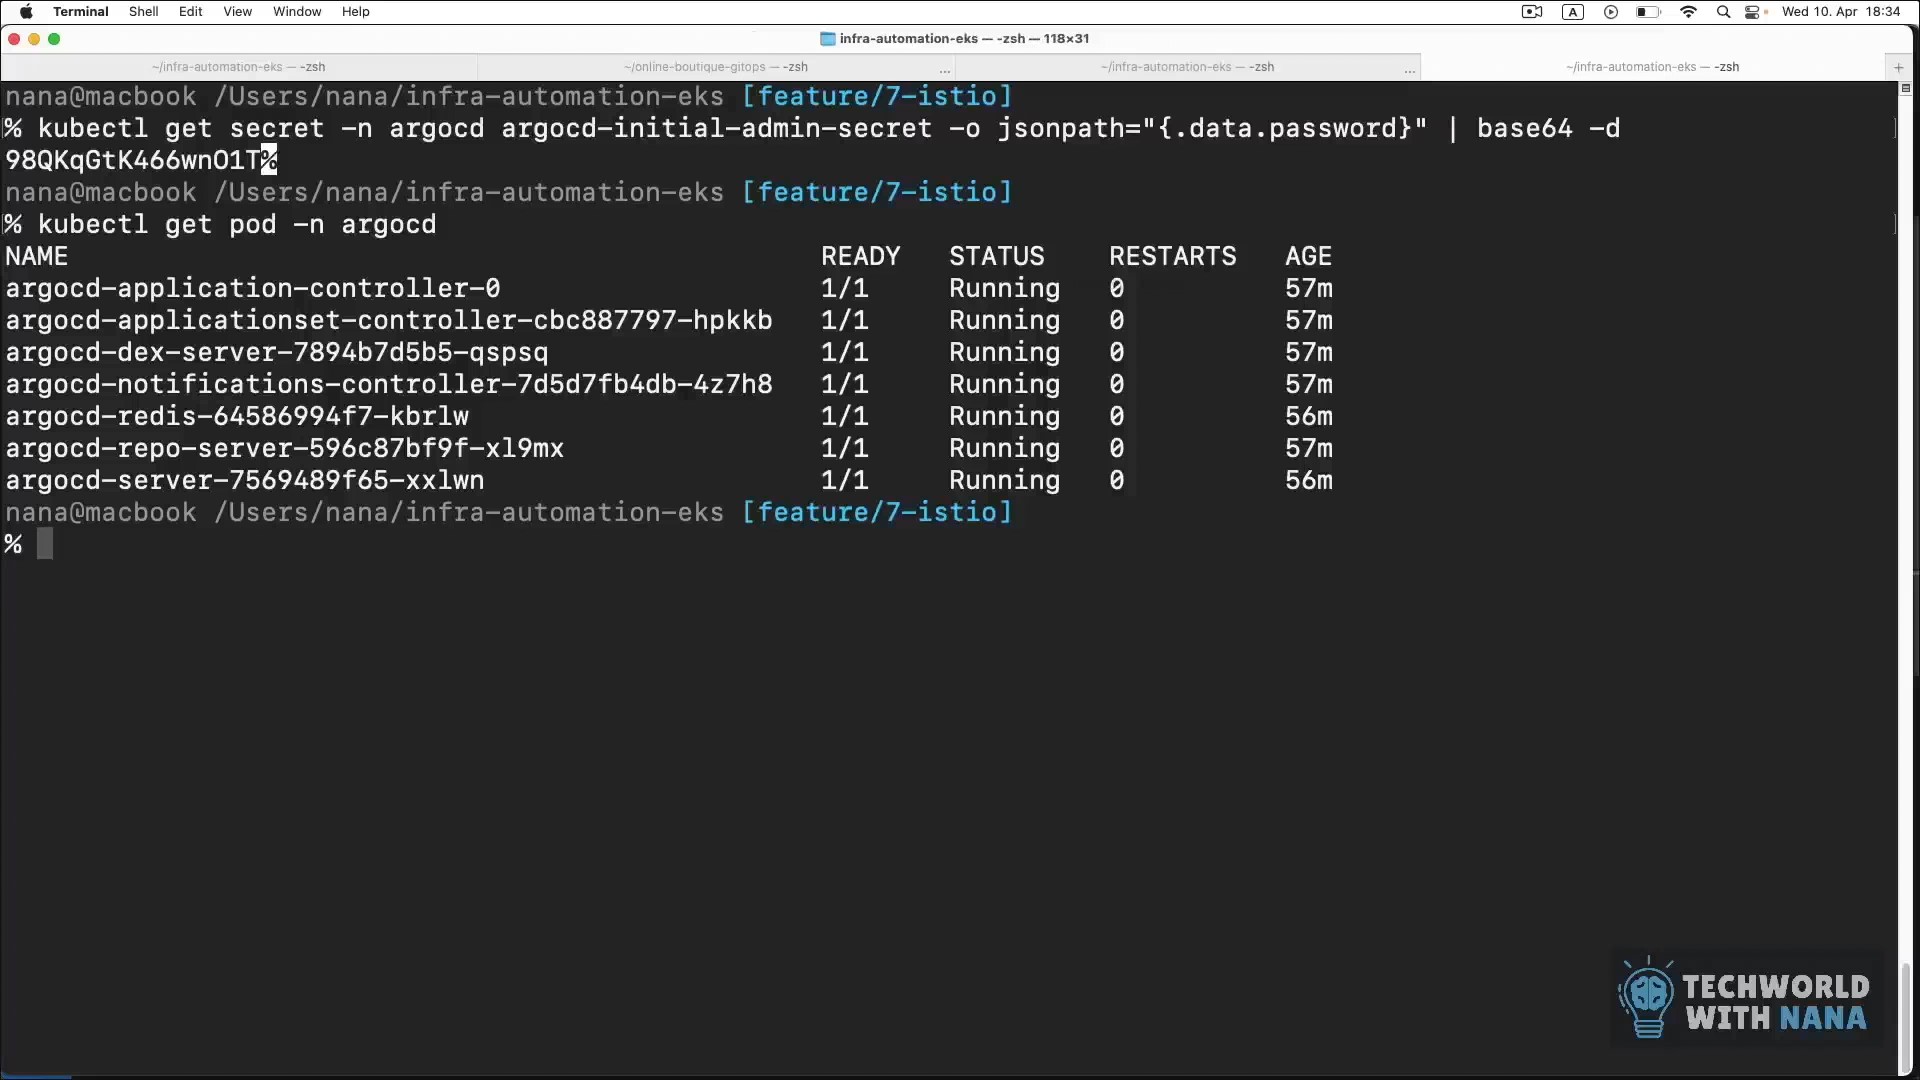 Terminal Shell Edit View Window Help A Wed 10. Apr 18:34
infra-automation-eks — -zsh — 118×31
~/infra-automation-eks — -zsh ~/online-boutique-gitops — -zsh ... ~/infra-automation-eks — -zsh ... ~/infra-automation-eks — -zsh +
nana@macbook /Users/nana/infra-automation-eks [feature/7-istio]
% kubectl get secret -n argocd argocd-initial-admin-secret -o jsonpath="{.data.password}" | base64 -d
98QKqGtK466wnO1T%
nana@macbook /Users/nana/infra-automation-eks [feature/7-istio]
% kubectl get pod -n argocd
NAME READY STATUS RESTARTS AGE
argocd-application-controller-0 1/1 Running 0 57m
argocd-applicationset-controller-cbc887797-hpkkb 1/1 Running 0 57m
argocd-dex-server-7894b7d5b5-qspsq 1/1 Running 0 57m
argocd-notifications-controller-7d5d7fb4db-4z7h8 1/1 Running 0 57m
argocd-redis-64586994f7-kbrlw 1/1 Running 0 56m
argocd-repo-server-596c87bf9f-xl9mx 1/1 Running 0 57m
argocd-server-7569489f65-xxlwn 1/1 Running 0 56m
nana@macbook /Users/nana/infra-automation-eks [feature/7-istio]
%
TECHWORLD
WITH NANA